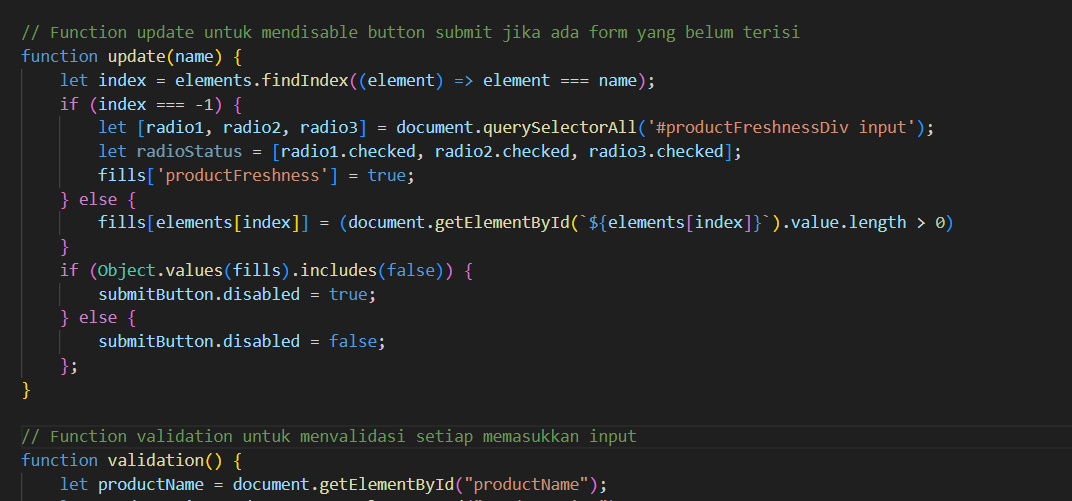 // Function update untuk mendisable button submit jika ada form yang belum terisi
function update(name) {
    let index = elements.findIndex((element) => element === name);
    if (index === -1) {
        let [radio1, radio2, radio3] = document.querySelectorAll('#productFreshnessDiv input');
        let radioStatus = [radio1.checked, radio2.checked, radio3.checked];
        fills['productFreshness'] = true;
    } else {
        fills[elements[index]] = (document.getElementById(`${elements[index]}`).value.length > 0)
    }
    if (Object.values(fills).includes(false)) {
        submitButton.disabled = true;
    } else {
        submitButton.disabled = false;
    };
}
// Function validation untuk menvalidasi setiap memasukkan input
function validation() {
    let productName = document.getElementById("productName");